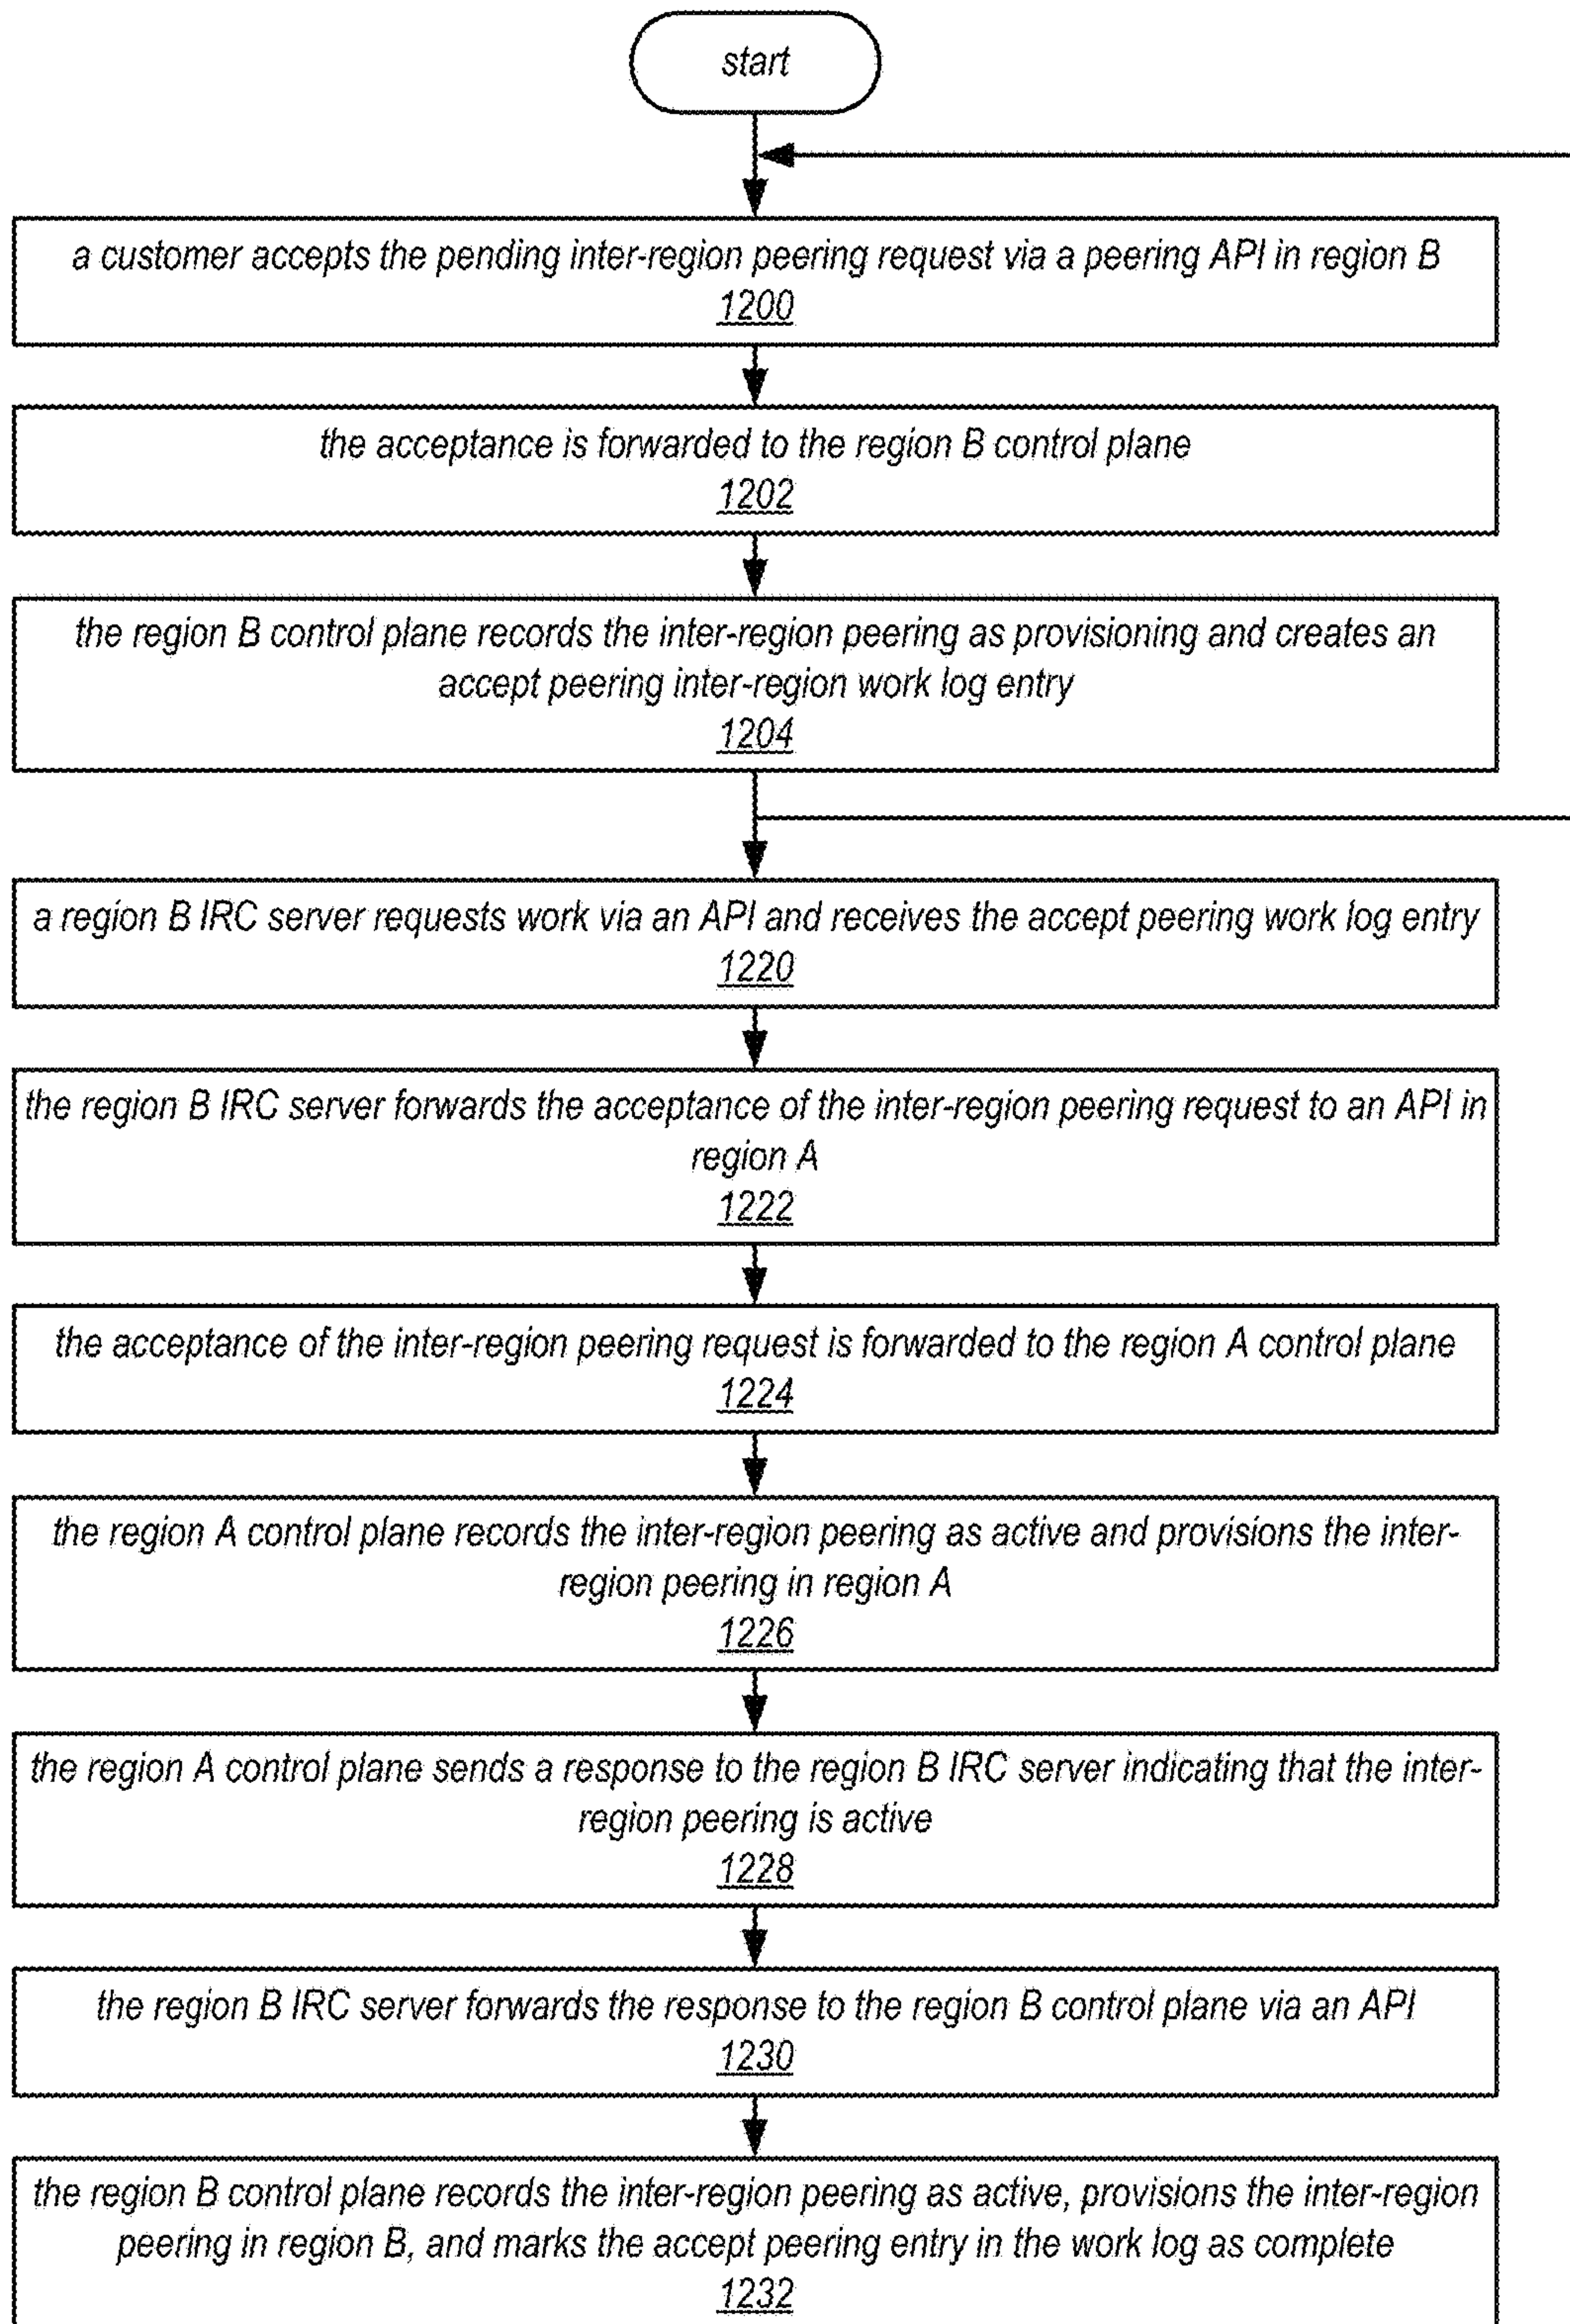 start
a customer accepts the pending inter-region peering request via a peering API in region B
1200
the acceptance is forwarded to the region B control plane
1202
the region B control plane records the inter-region peering as provisioning and creates an
accept peering inter-region work log entry
1204
a region B IRC server requests work via an API and receives the accept peering work log entry
1220
the region B IRC server forwards the acceptance of the inter-region peering request to an API in
region A
1222
the acceptance of the inter-region peering request is forwarded to the region A control plane
1224
the region A control plane records the inter-region peering as active and provisions the inter-
region peering in region A
1226
the region A control plane sends a response to the region B IRC server indicating that the inter-
region peering is active
1228
the region B IRC server forwards the response to the region B control plane via an API
1230
the region B control plane records the inter-region peering as active, provisions the inter-region
peering in region B, and marks the accept peering entry in the work log as complete
1232